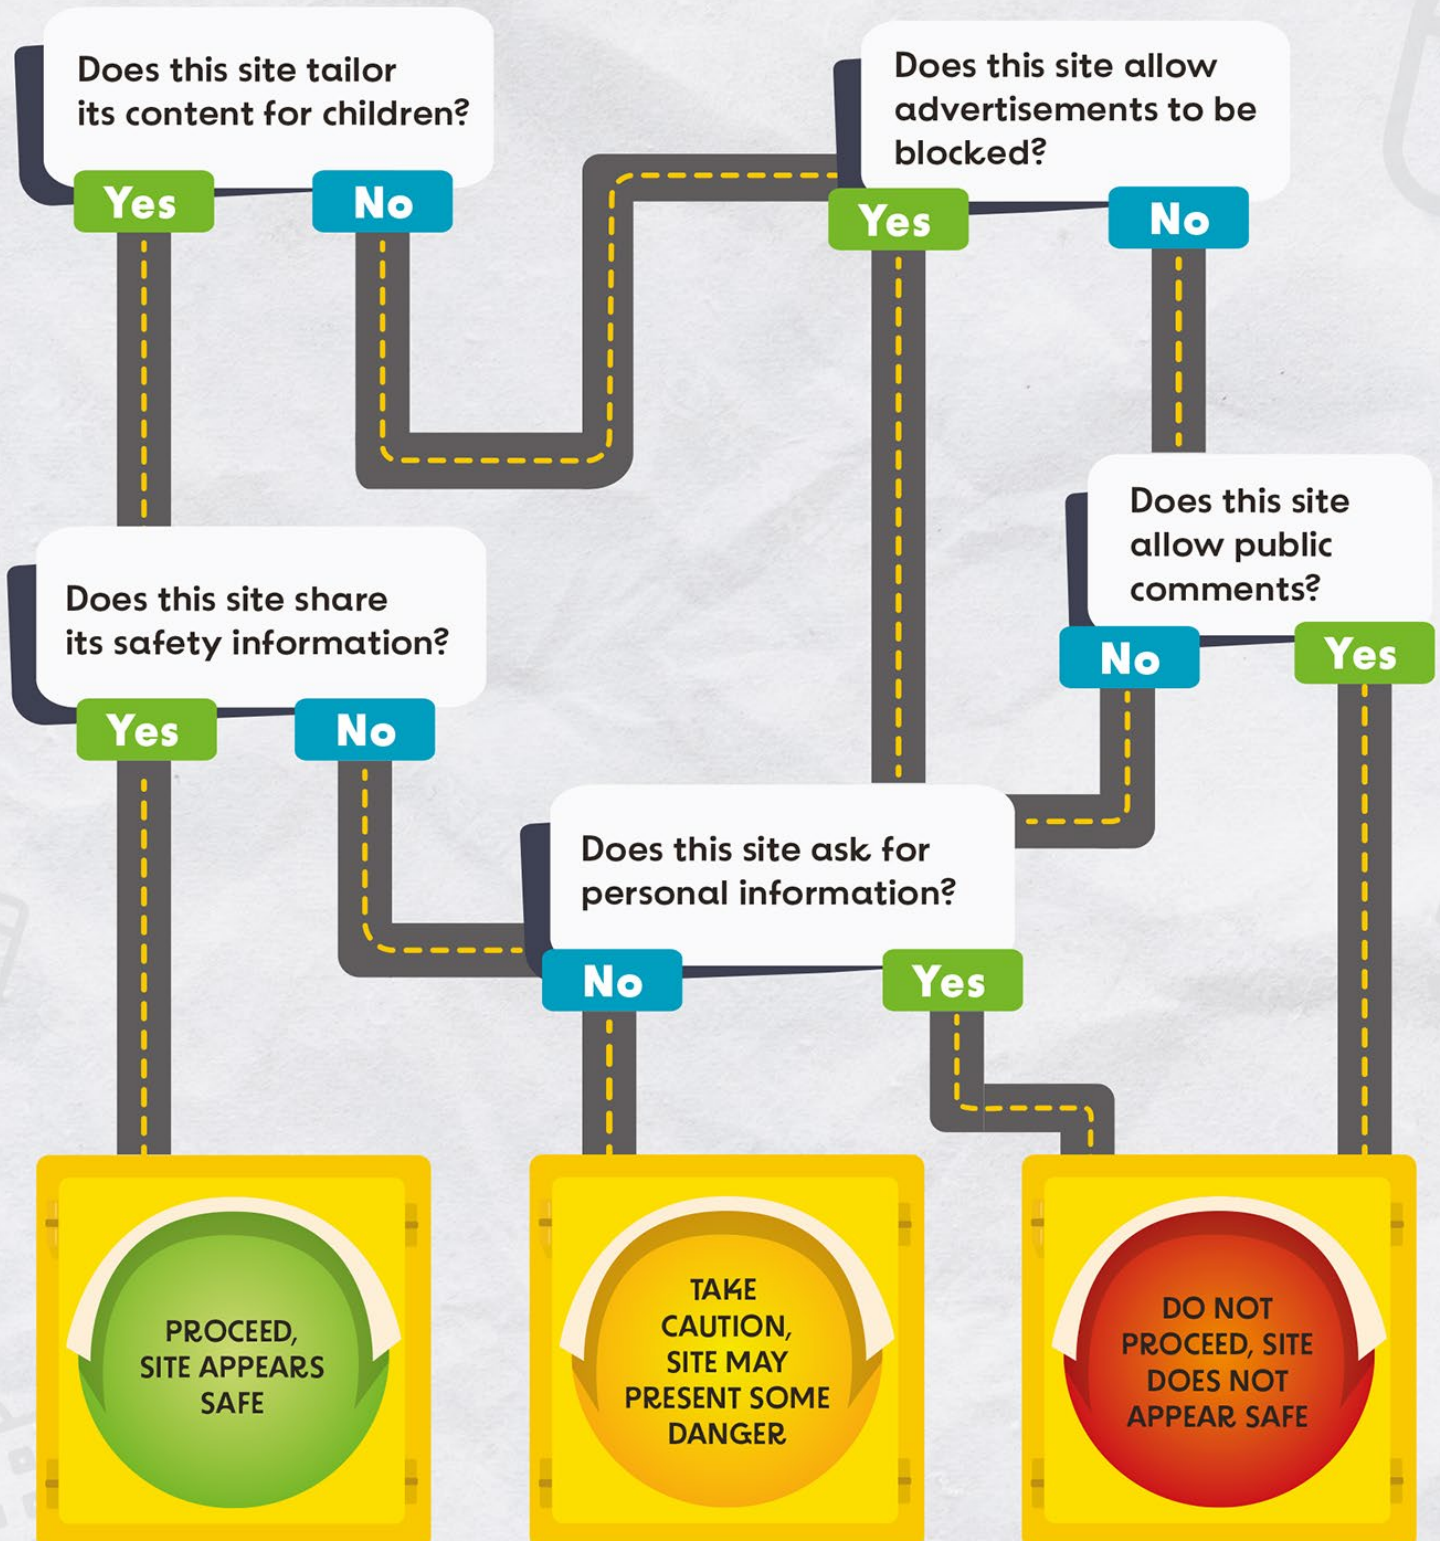 Does this site tailor
its content for children?
Yes
No
Does this site allow
advertisements to be
blocked?
Yes
No
Does this site
allow public
comments?
No
Yes
Does this site share
its safety information?
Yes
No
Does this site ask for
personal information?
No
Yes
PROCEED,
SITE APPEARS
SAFE
TAKE
CAUTION,
SITE MAY
PRESENT SOME
DANGER
DO NOT
PROCEED, SITE
DOES NOT
APPEAR SAFE